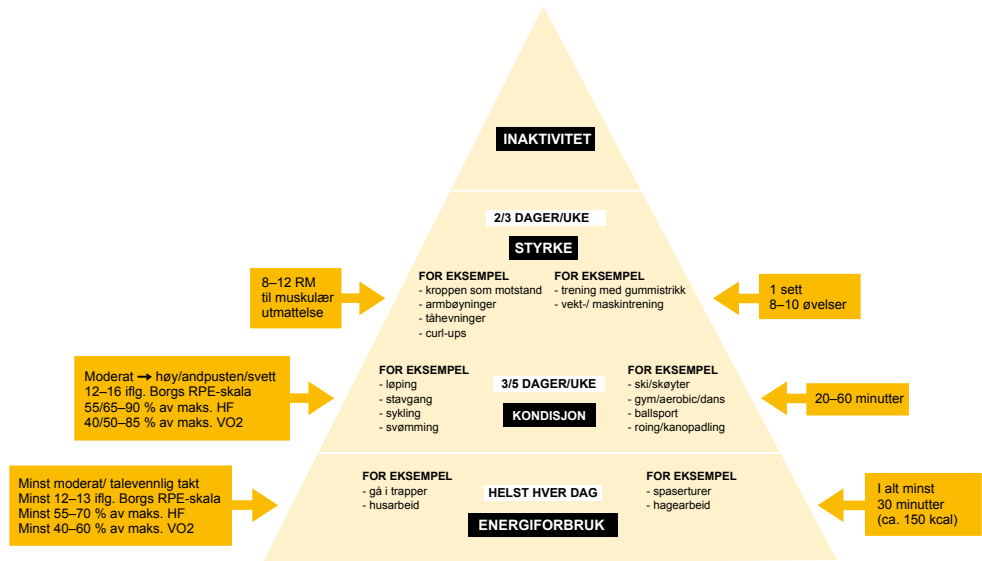 INAKTIVITET
2/3 DAGER/UKE
STYRKE
8–12 RM
til muskulær
utmattelse
FOR EKSEMPEL
- kroppen som motstand
- armbøyninger
- tåhevninger
- curl-ups
FOR EKSEMPEL
- trening med gummistrikk
- vekt-/ maskintrening
1 sett
8–10 øvelser
Moderat → høy/andpusten/svett
12–16 iflg. Borgs RPE-skala
55/65–90 % av maks. HF
40/50–85 % av maks. VO2
FOR EKSEMPEL
- løping
- stavgang
- sykling
- svømming
3/5 DAGER/UKE
KONDISJON
FOR EKSEMPEL
- ski/skøyter
- gym/aerobic/dans
- ballsport
- roing/kanopadling
20–60 minutter
Minst moderat/ talevennlig takt
Minst 12–13 iflg. Borgs RPE-skala
Minst 55–70 % av maks. HF
Minst 40–60 % av maks. VO2
FOR EKSEMPEL
- gå i trapper
- husarbeid
HELST HVER DAG
ENERGIFORBRUK
FOR EKSEMPEL
- spaserturer
- hagearbeid
I alt minst
30 minutter
(ca. 150 kcal)